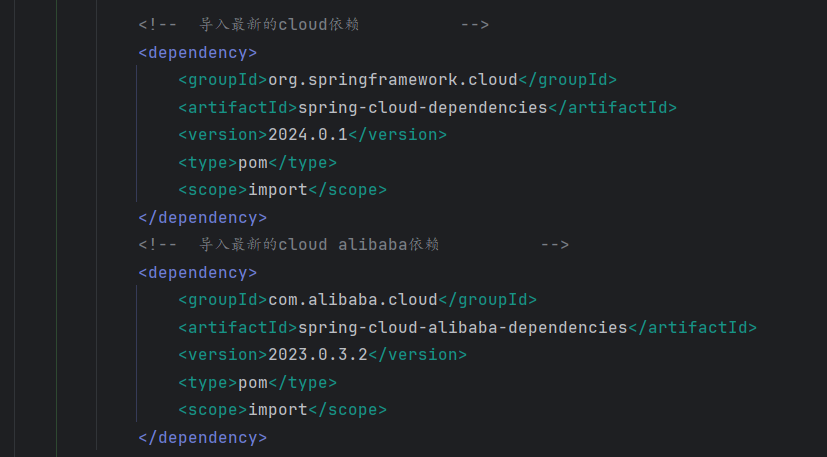 <!--  导入最新的cloud依赖          -->
<dependency>
    <groupId>org.springframework.cloud</groupId>
    <artifactId>spring-cloud-dependencies</artifactId>
    <version>2024.0.1</version>
    <type>pom</type>
    <scope>import</scope>
</dependency>
<!--  导入最新的cloud alibaba依赖          -->
<dependency>
    <groupId>com.alibaba.cloud</groupId>
    <artifactId>spring-cloud-alibaba-dependencies</artifactId>
    <version>2023.0.3.2</version>
    <type>pom</type>
    <scope>import</scope>
</dependency>